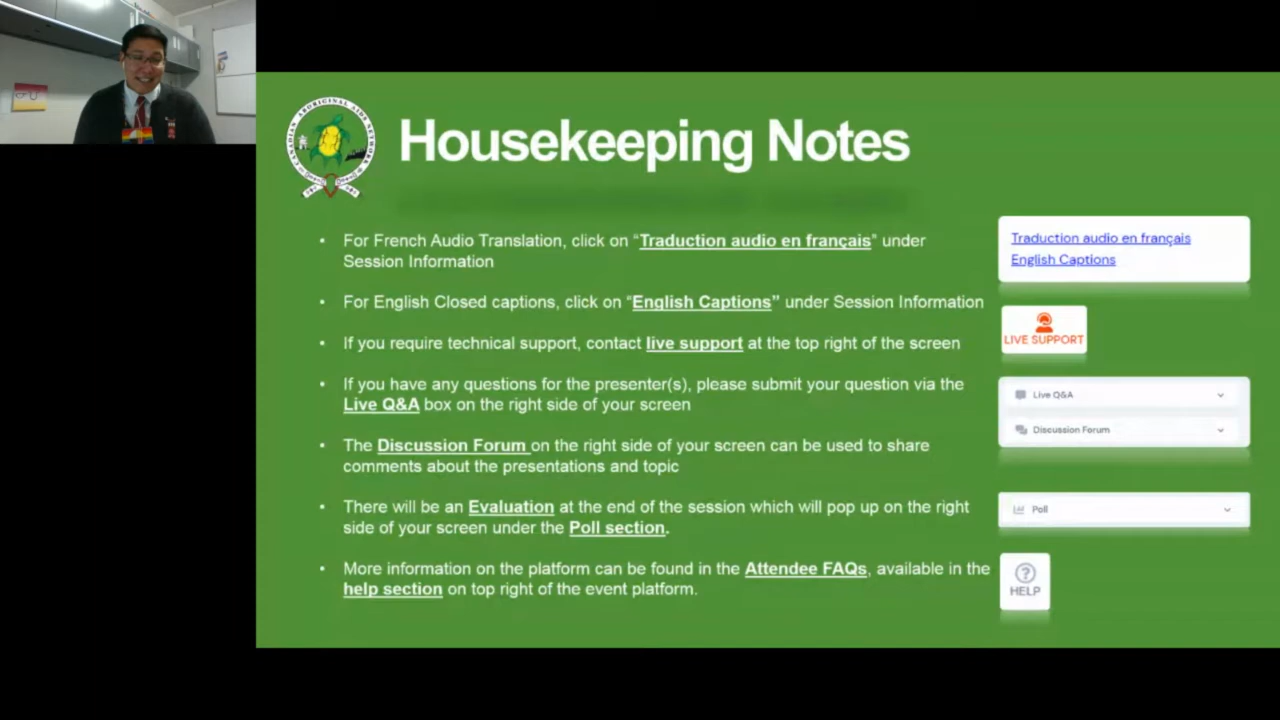 CANADIAN ABORIGINAL AIDS NETWORK
Housekeeping Notes
• For French Audio Translation, click on “Traduction audio en français” under
Session Information
• For English Closed captions, click on “English Captions” under Session Information
• If you require technical support, contact live support at the top right of the screen
• If you have any questions for the presenter(s), please submit your question via the
Live Q&A box on the right side of your screen
• The Discussion Forum on the right side of your screen can be used to share
comments about the presentations and topic
• There will be an Evaluation at the end of the session which will pop up on the right
side of your screen under the Poll section.
• More information on the platform can be found in the Attendee FAQs, available in the
help section on top right of the event platform.
Traduction audio en français
English Captions
LIVE SUPPORT
Live Q&A
Discussion Forum
Poll
HELP